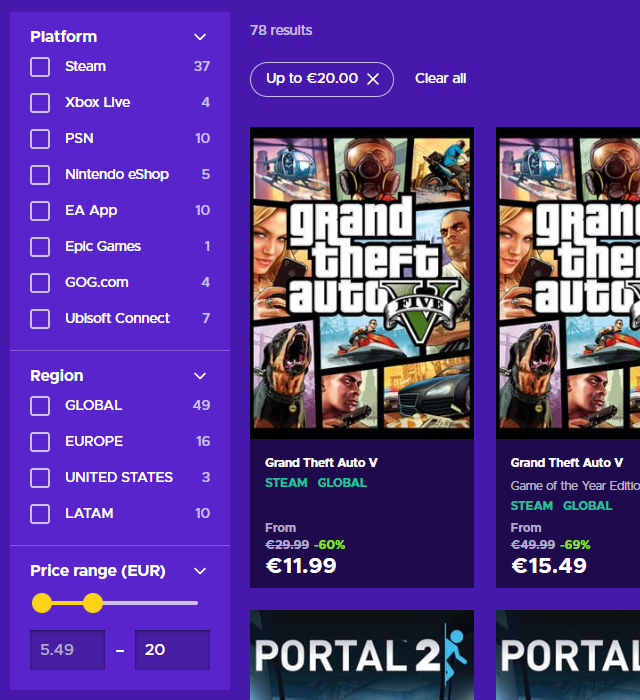 Platform
Steam 37
Xbox Live 4
PSN 10
Nintendo eShop 5
EA App 10
Epic Games 1
GOG.com 4
Ubisoft Connect 7
Region
GLOBAL 49
EUROPE 16
UNITED STATES 3
LATAM 10
Price range (EUR)
5.49 – 20
78 results
Up to €20.00
Clear all
grand
theft
auto
FIVE
Grand Theft Auto V
STEAM GLOBAL
From
€29.99 -60%
€11.99
gran
theft
auto
Grand Theft Auto V
Game of the Year Editio
STEAM GLOBAL
From
€49.99 -69%
€15.49
PORTAL 2
PORTAL